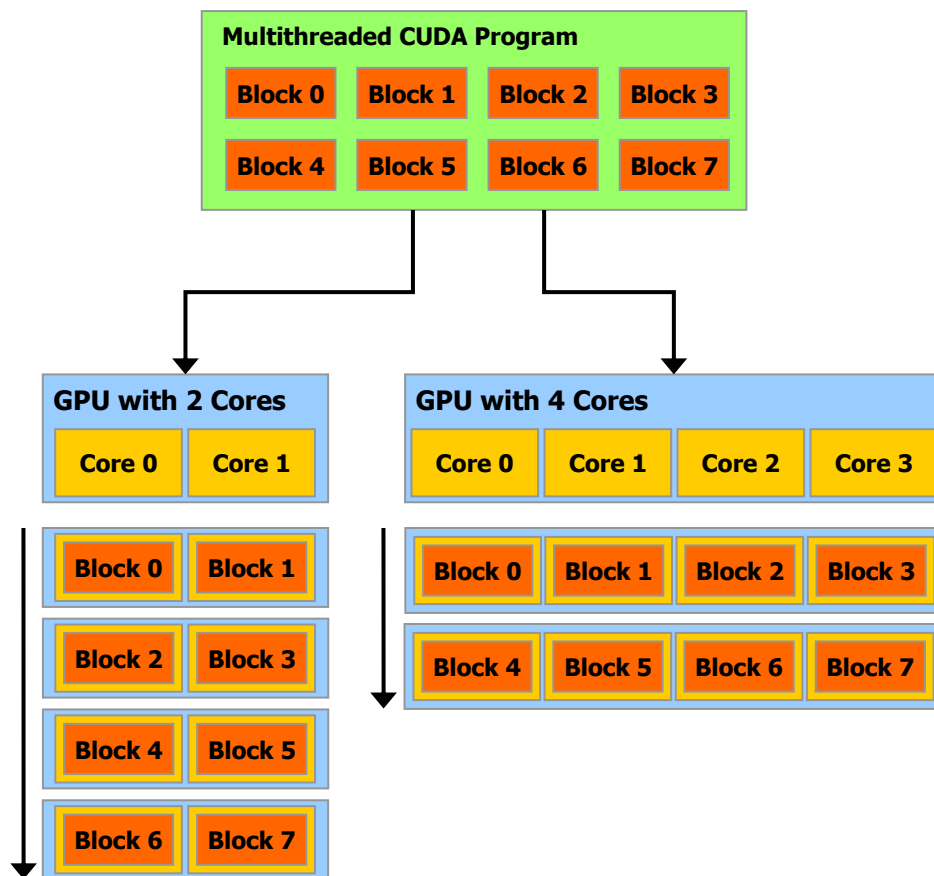 Multithreaded CUDA Program
Block 0 Block 1 Block 2 Block 3
Block 4 Block 5 Block 6 Block 7
GPU with 2 Cores
Core 0 Core 1
Block 0 Block 1
Block 2 Block 3
Block 4 Block 5
Block 6 Block 7
GPU with 4 Cores
Core 0 Core 1 Core 2 Core 3
Block 0 Block 1 Block 2 Block 3
Block 4 Block 5 Block 6 Block 7